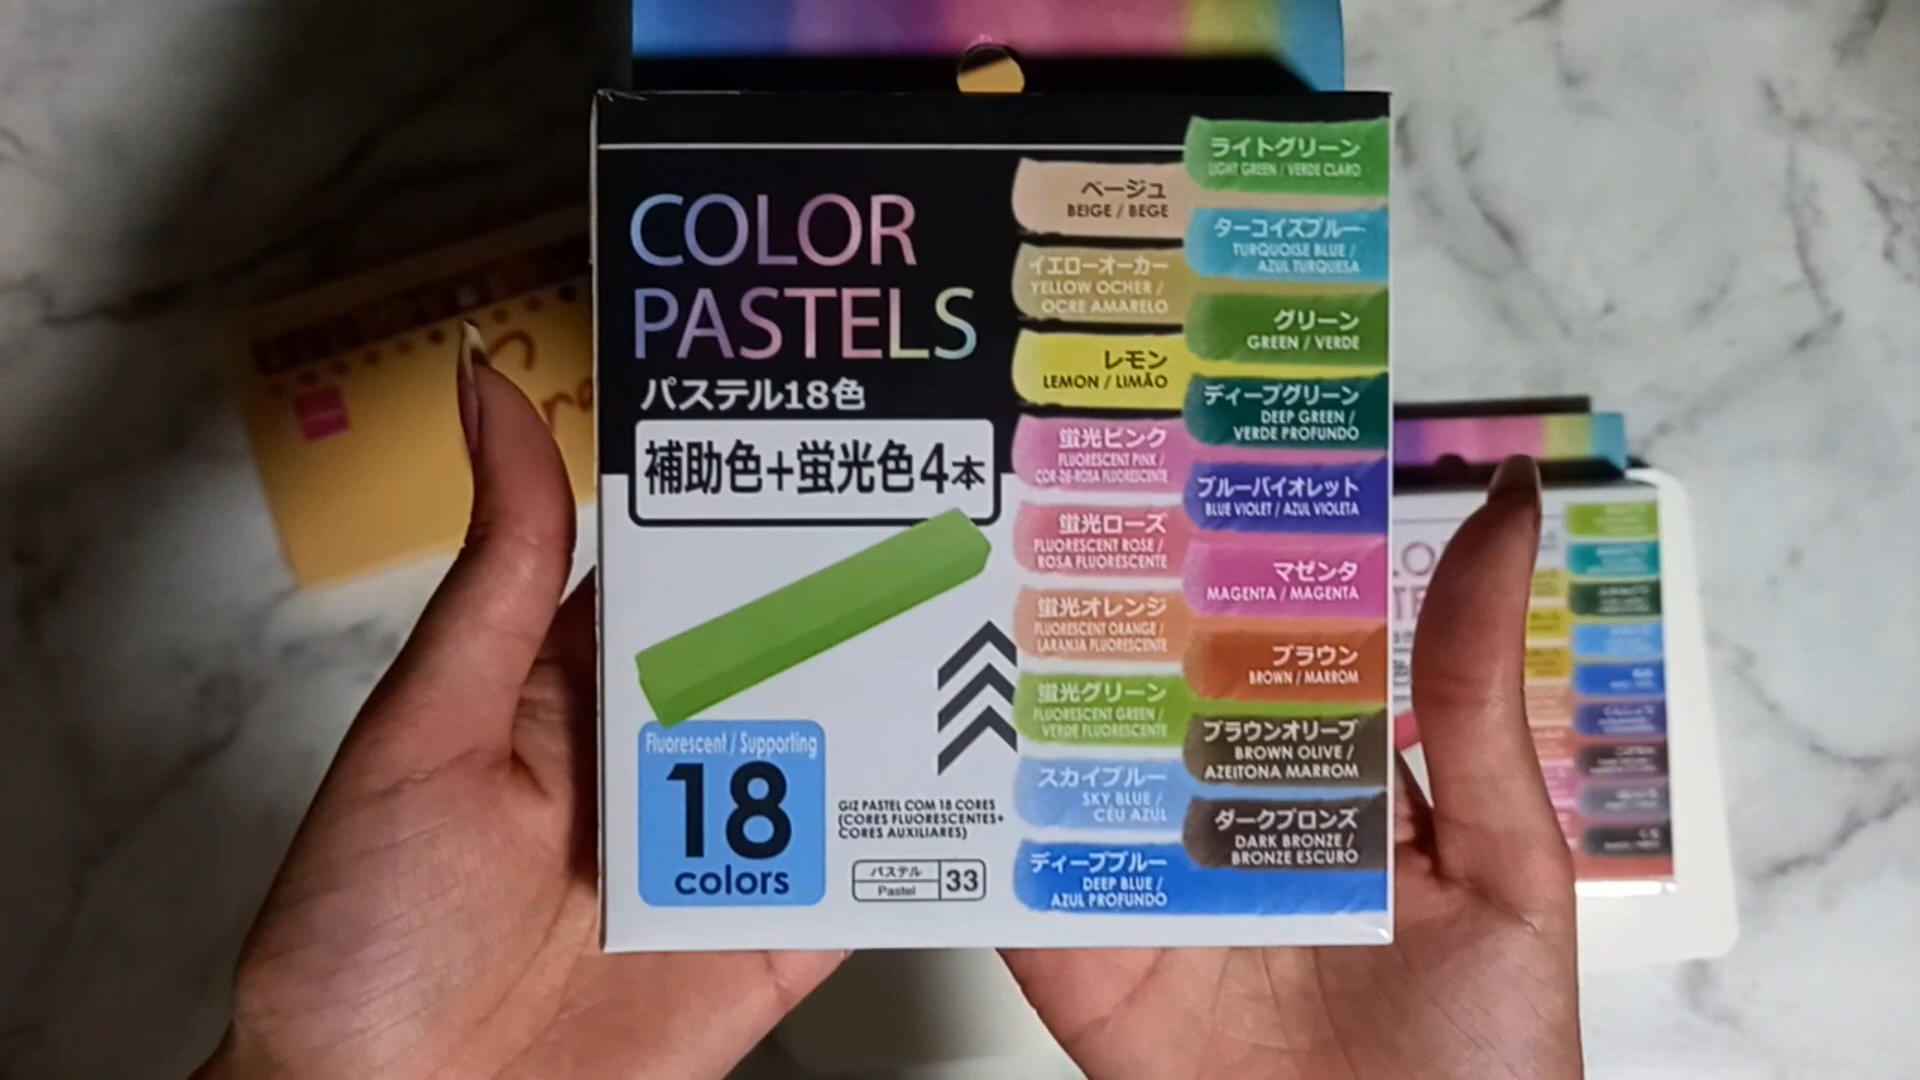 COLOR
PASTELS
パステル18色
補助色+蛍光色4本
Fluorescent / Supporting
18
colors
GIZ PASTEL COM 18 CORES
(CORES FLUORESCENTES+
CORES AUXILIARES)
パステル
Pastel
33
ベージュ
BEIGE / BEGE
イエローオーカー
YELLOW OCHER /
OCRE AMARELO
レモン
LEMON / LIMÃO
蛍光ピンク
FLUORESCENT PINK /
COR-DE-ROSA FLUORESCENTE
蛍光ローズ
FLUORESCENT ROSE /
ROSA FLUORESCENTE
蛍光オレンジ
FLUORESCENT ORANGE /
LARANJA FLUORESCENTE
蛍光グリーン
FLUORESCENT GREEN /
VERDE FLUORESCENTE
スカイブルー
SKY BLUE /
CÉU AZUL
ディープブルー
DEEP BLUE /
AZUL PROFUNDO
ライトグリーン
LIGHT GREEN / VERDE CLARO
ターコイズブルー
TURQUOISE BLUE /
AZUL TURQUESA
グリーン
GREEN / VERDE
ディープグリーン
DEEP GREEN /
VERDE PROFUNDO
ブルーバイオレット
BLUE VIOLET / AZUL VIOLETA
マゼンタ
MAGENTA / MAGENTA
ブラウン
BROWN / MARROM
ブラウンオリーブ
BROWN OLIVE /
AZEITONA MARROM
ダークブロンズ
DARK BRONZE /
BRONZE ESCURO